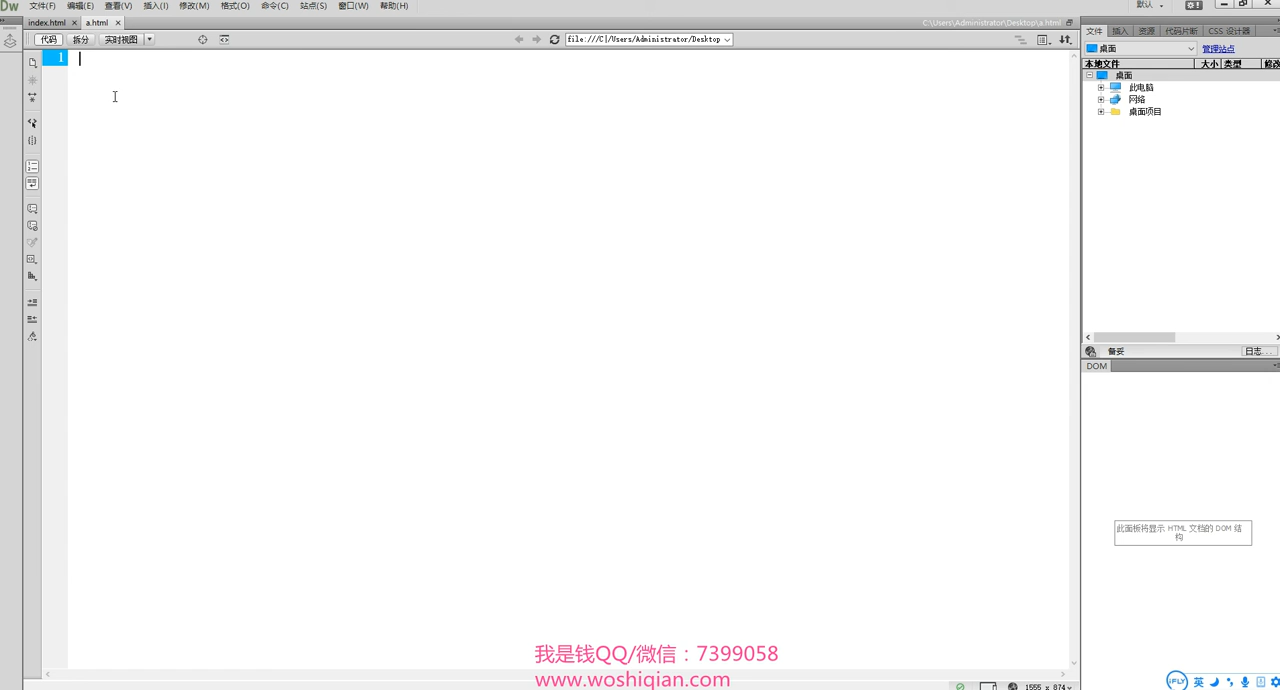 Dw 文件(F) 编辑(E) 查看(V) 插入(I) 修改(M) 格式(O) 命令(C) 站点(S) 窗口(W) 帮助(H) 默认
index.html × a.html × C:\Users\Administrator\Desktop\a.html
代码 拆分 实时视图 file:///C|/Users/Administrator/Desktop
1
文件 插入 资源 代码片断 CSS 设计器
桌面 管理站点
本地文件 大小 类型 修改
桌面
此电脑
网络
桌面项目
备妥 日志...
DOM
此面板将显示 HTML 文档的 DOM 结
构
我是钱QQ/微信：7399058
www.woshiqian.com
iFLY 英
1555 x 874